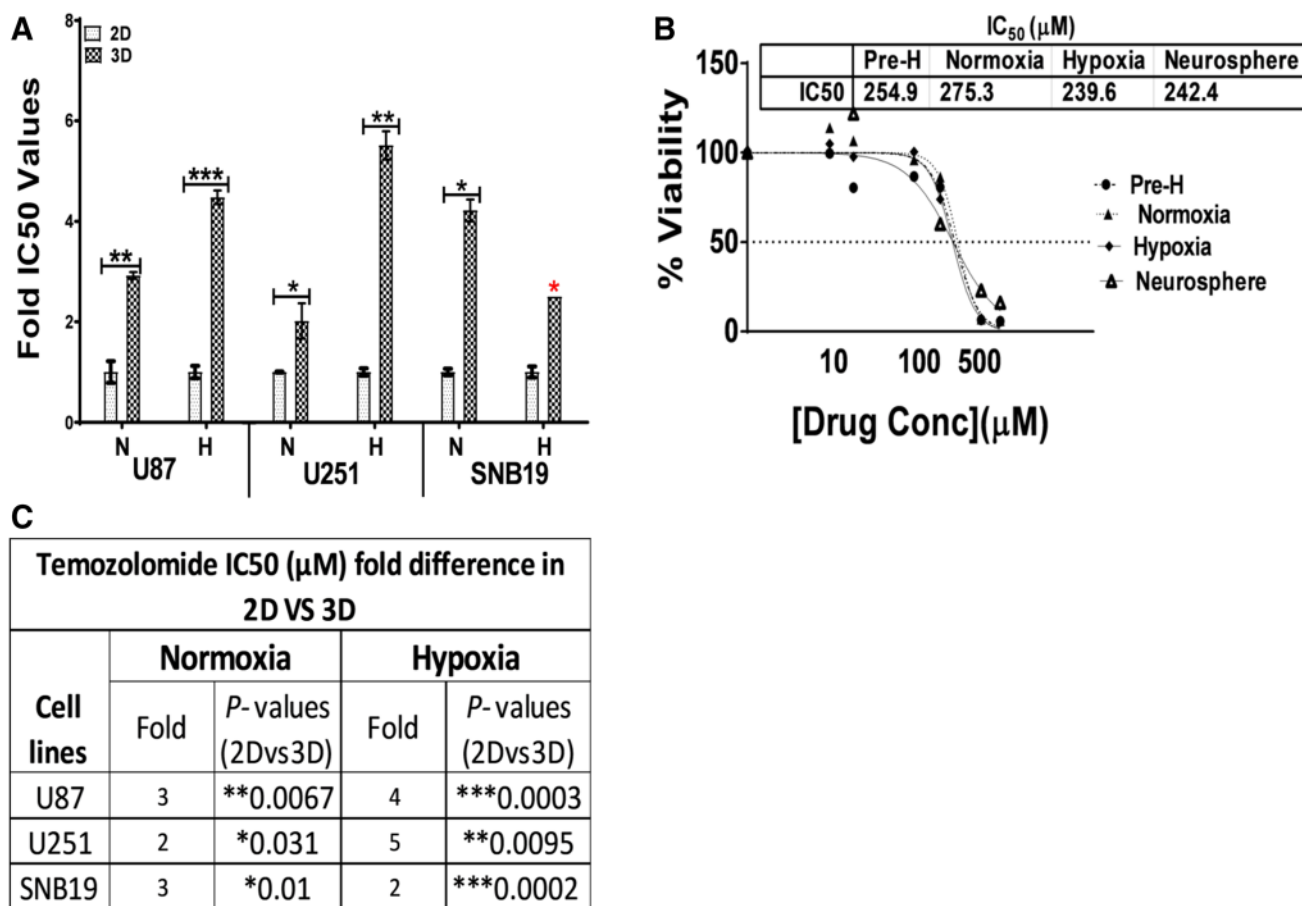 A
2D
3D
Fold IC50 Values
8
6
4
2
0
**
***
*
**
*
*
N H N H N H
U87 U251 SNB19
B
IC50 (μM)
Pre-H Normoxia Hypoxia Neurosphere
IC50 254.9 275.3 239.6 242.4
% Viability
150
100
50
0
10 100 500
[Drug Conc](μM)
Pre-H
Normoxia
Hypoxia
Neurosphere
C
Temozolomide IC50 (μM) fold difference in
2D VS 3D
Normoxia Hypoxia
Cell
lines
Fold
P- values
(2Dvs3D)
Fold
P- values
(2Dvs3D)
U87 3 **0.0067 4 ***0.0003
U251 2 *0.031 5 **0.0095
SNB19 3 *0.01 2 ***0.0002